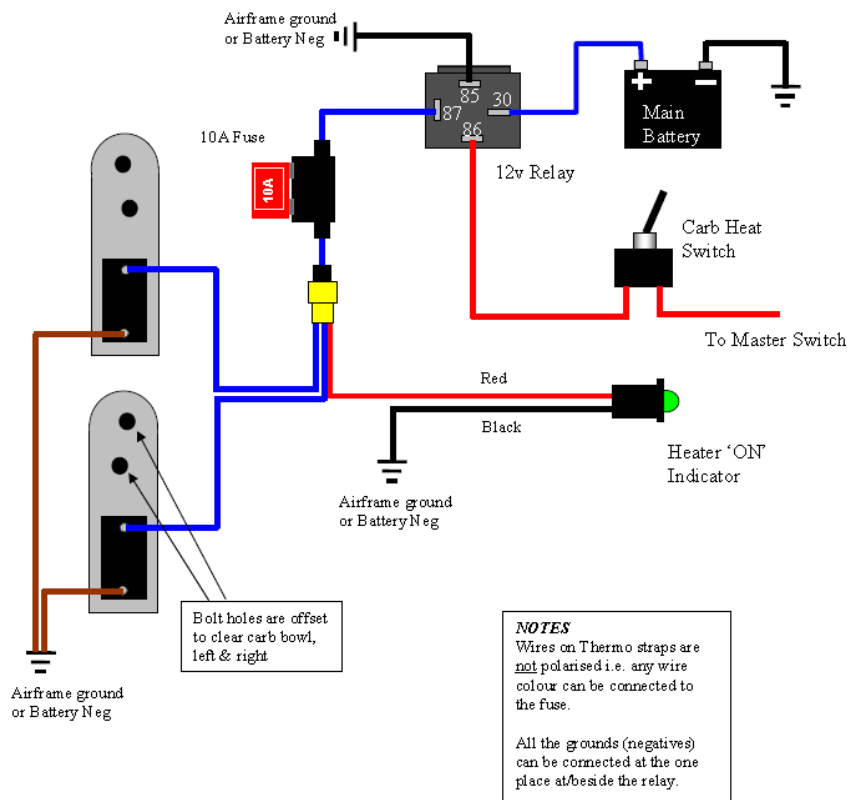 Airframe ground
or Battery Neg
85
30
87
86
+
−
Main
Battery
10A Fuse
10A
12v Relay
Carb Heat
Switch
To Master Switch
Red
Black
Heater ‘ON’
Indicator
Airframe ground
or Battery Neg
Bolt holes are offset
to clear carb bowl,
left & right
Airframe ground
or Battery Neg
NOTES
Wires on Thermo straps are
not polarised i.e. any wire
colour can be connected to
the fuse.
All the grounds (negatives)
can be connected at the one
place at/beside the relay.